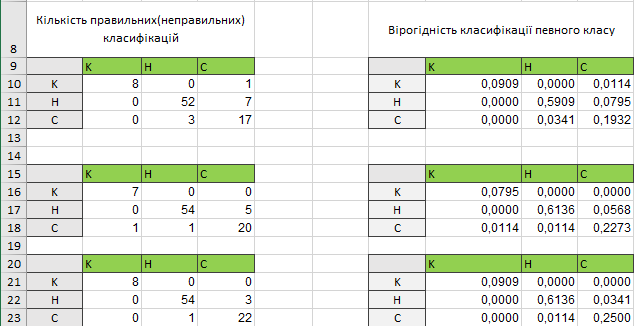 Кількість правильних(неправильних)
класифікацій
Вірогідність класифікації певного класу
8
9 К Н С К Н С
10 К 8 0 1 К 0,0909 0,0000 0,0114
11 Н 0 52 7 Н 0,0000 0,5909 0,0795
12 С 0 3 17 С 0,0000 0,0341 0,1932
13
14
15 К Н С К Н С
16 К 7 0 0 К 0,0795 0,0000 0,0000
17 Н 0 54 5 Н 0,0000 0,6136 0,0568
18 С 1 1 20 С 0,0114 0,0114 0,2273
19
20 К Н С К Н С
21 К 8 0 0 К 0,0909 0,0000 0,0000
22 Н 0 54 3 Н 0,0000 0,6136 0,0341
23 С 0 1 22 С 0,0000 0,0114 0,2500